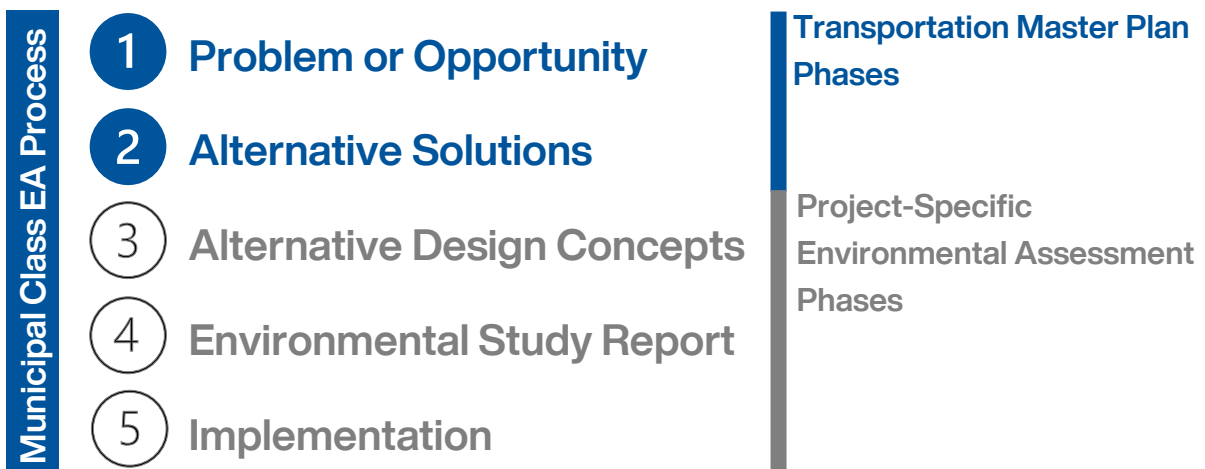 Municipal Class EA Process
1 Problem or Opportunity
2 Alternative Solutions
3 Alternative Design Concepts
4 Environmental Study Report
5 Implementation
Transportation Master Plan
Phases
Project-Specific
Environmental Assessment
Phases